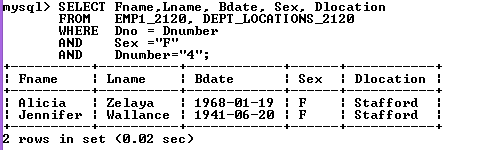 mysql> SELECT Fname,Lname, Bdate, Sex, Dlocation
FROM EMP1_2120, DEPT_LOCATIONS_2120
WHERE Dno = Dnumber
AND Sex ="F"
AND Dnumber="4";
+----------+----------+------------+------+-----------+
| Fname | Lname | Bdate | Sex | Dlocation |
+----------+----------+------------+------+-----------+
| Alicia | Zelaya | 1968-01-19 | F | Stafford |
| Jennifer | Wallance | 1941-06-20 | F | Stafford |
+----------+----------+------------+------+-----------+
2 rows in set (0.02 sec)